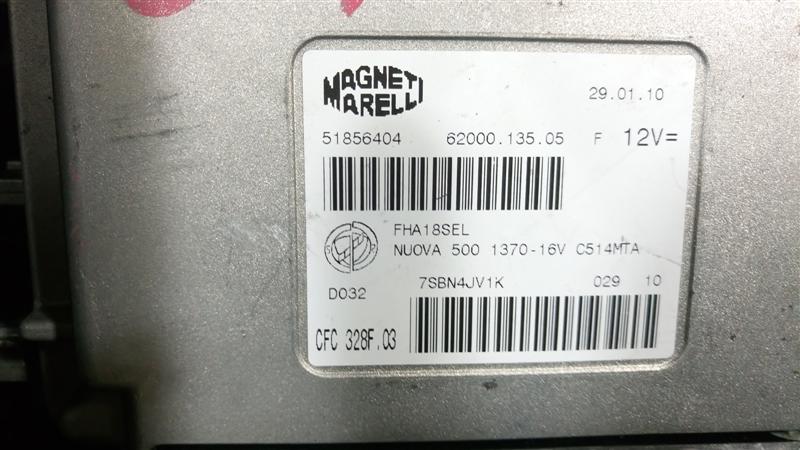 MAGNETI
MARELLI
29.01.10
51856404 62000.135.05 F 12V=
FHA18SEL
NUOVA 500 1370-16V C514MTA
7SBN4JV1K 029 10
D032
CFC 328F.03